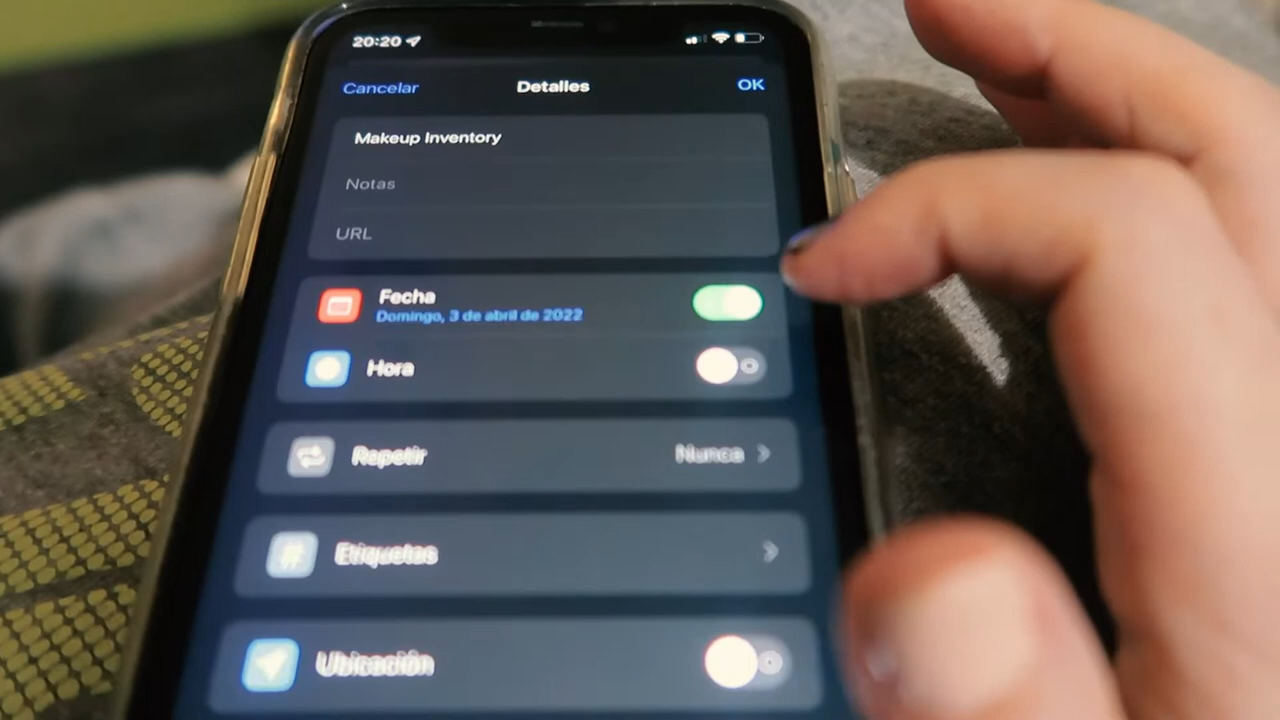 20:20
Cancelar
Detalles
OK
Makeup Inventory
Notas
URL
Fecha
Domingo, 3 de abril de 2022
Hora
Repetir
Nunca
Etiquetas
Ubicación